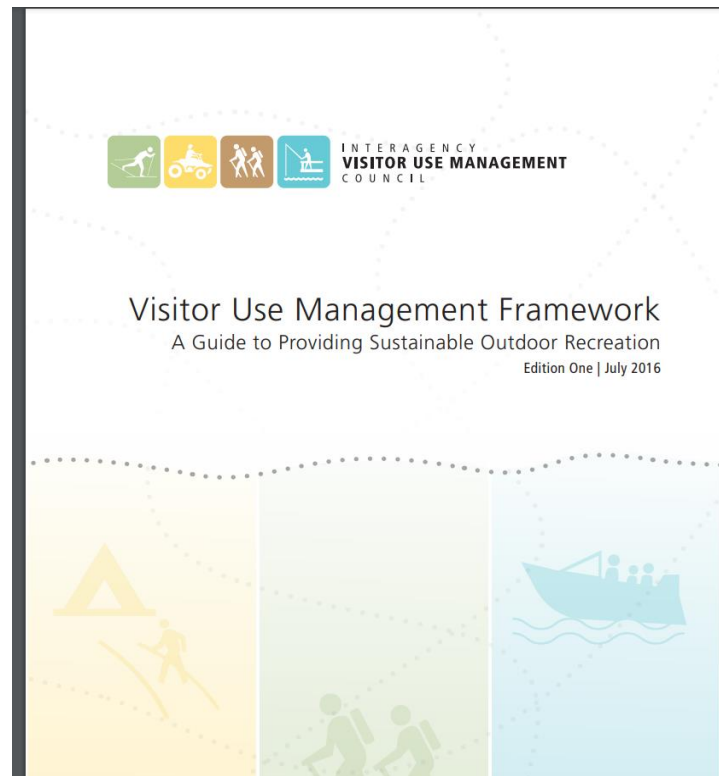 INTERAGENCY
VISITOR USE MANAGEMENT
COUNCIL
Visitor Use Management Framework
A Guide to Providing Sustainable Outdoor Recreation
Edition One | July 2016